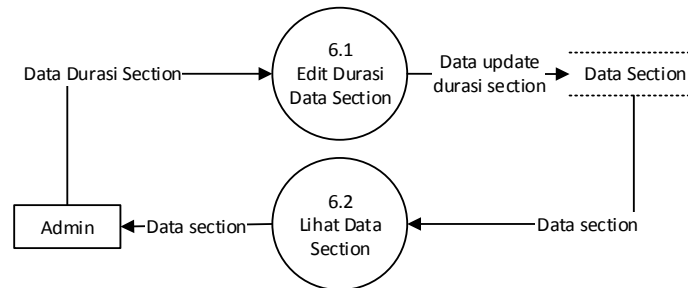 6.1
Edit Durasi
Data Section
Data Durasi Section
Data update
durasi section
Data Section
6.2
Lihat Data
Section
Admin
Data section
Data section